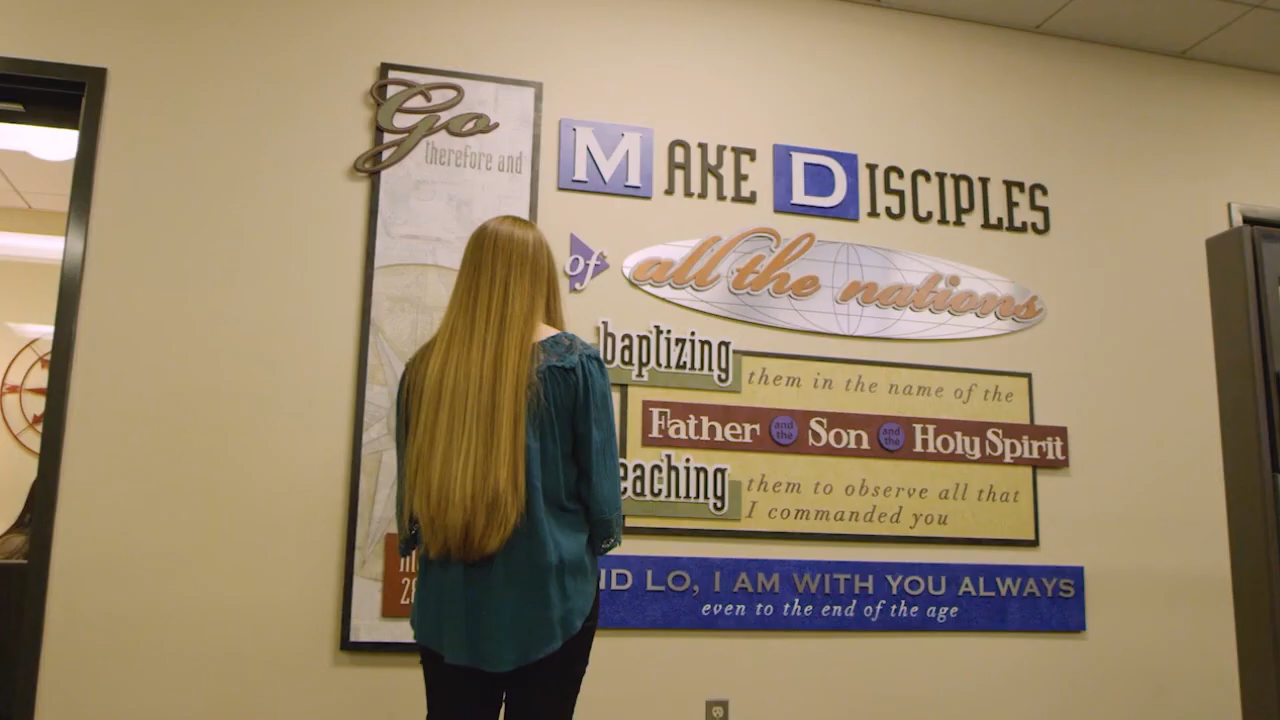 Go
therefore and
MAKE DISCIPLES
of all the nations
baptizing
them in the name of the
Father and the Son and the Holy Spirit
eaching
them to observe all that
I commanded you
ND LO, I AM WITH YOU ALWAYS
even to the end of the age